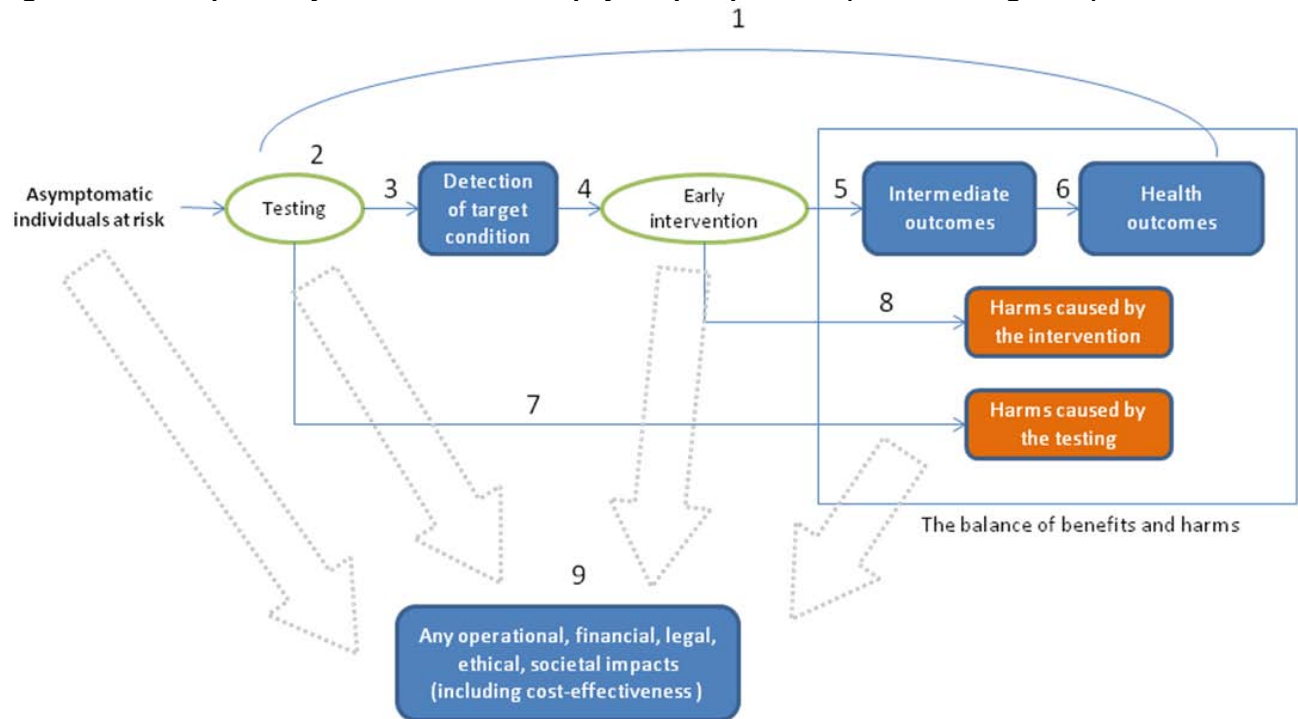 1
2
Asymptomatic
individuals at risk
Testing
3
Detection
of target
condition
4
Early
intervention
5
Intermediate
outcomes
6
Health
outcomes
8
Harms caused by
the intervention
7
Harms caused by
the testing
The balance of benefits and harms
9
Any operational, financial, legal,
ethical, societal impacts
(including cost-effectiveness )